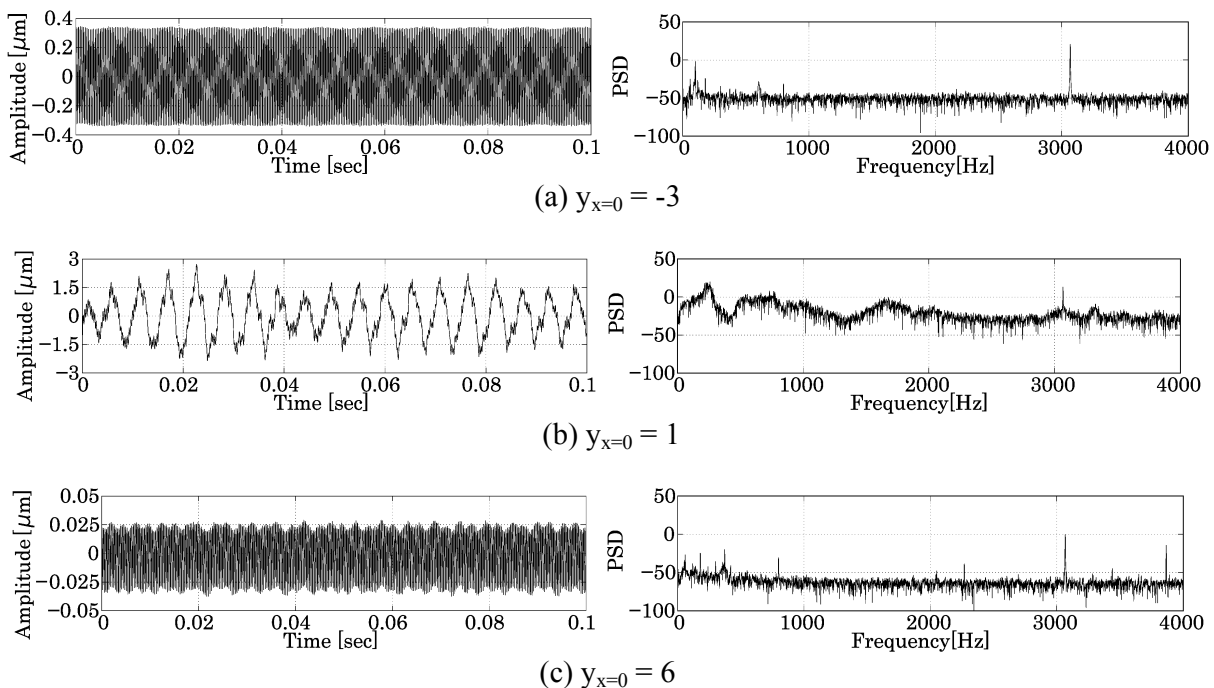 0.4
0.2
0
−0.2
−0.4
Amplitude [μm]
0 0.02 0.04 0.06 0.08 0.1
Time [sec]
50
0
−50
−100
PSD
0 1000 2000 3000 4000
Frequency[Hz]
(a) yx=0 = -3
3
1.5
0
−1.5
−3
Amplitude [μm]
0 0.02 0.04 0.06 0.08 0.1
Time [sec]
50
0
−50
−100
PSD
0 1000 2000 3000 4000
Frequency[Hz]
(b) yx=0 = 1
0.05
0.025
0
−0.025
−0.05
Amplitude [μm]
0 0.02 0.04 0.06 0.08 0.1
Time [sec]
50
0
−50
−100
PSD
0 1000 2000 3000 4000
Frequency[Hz]
(c) yx=0 = 6